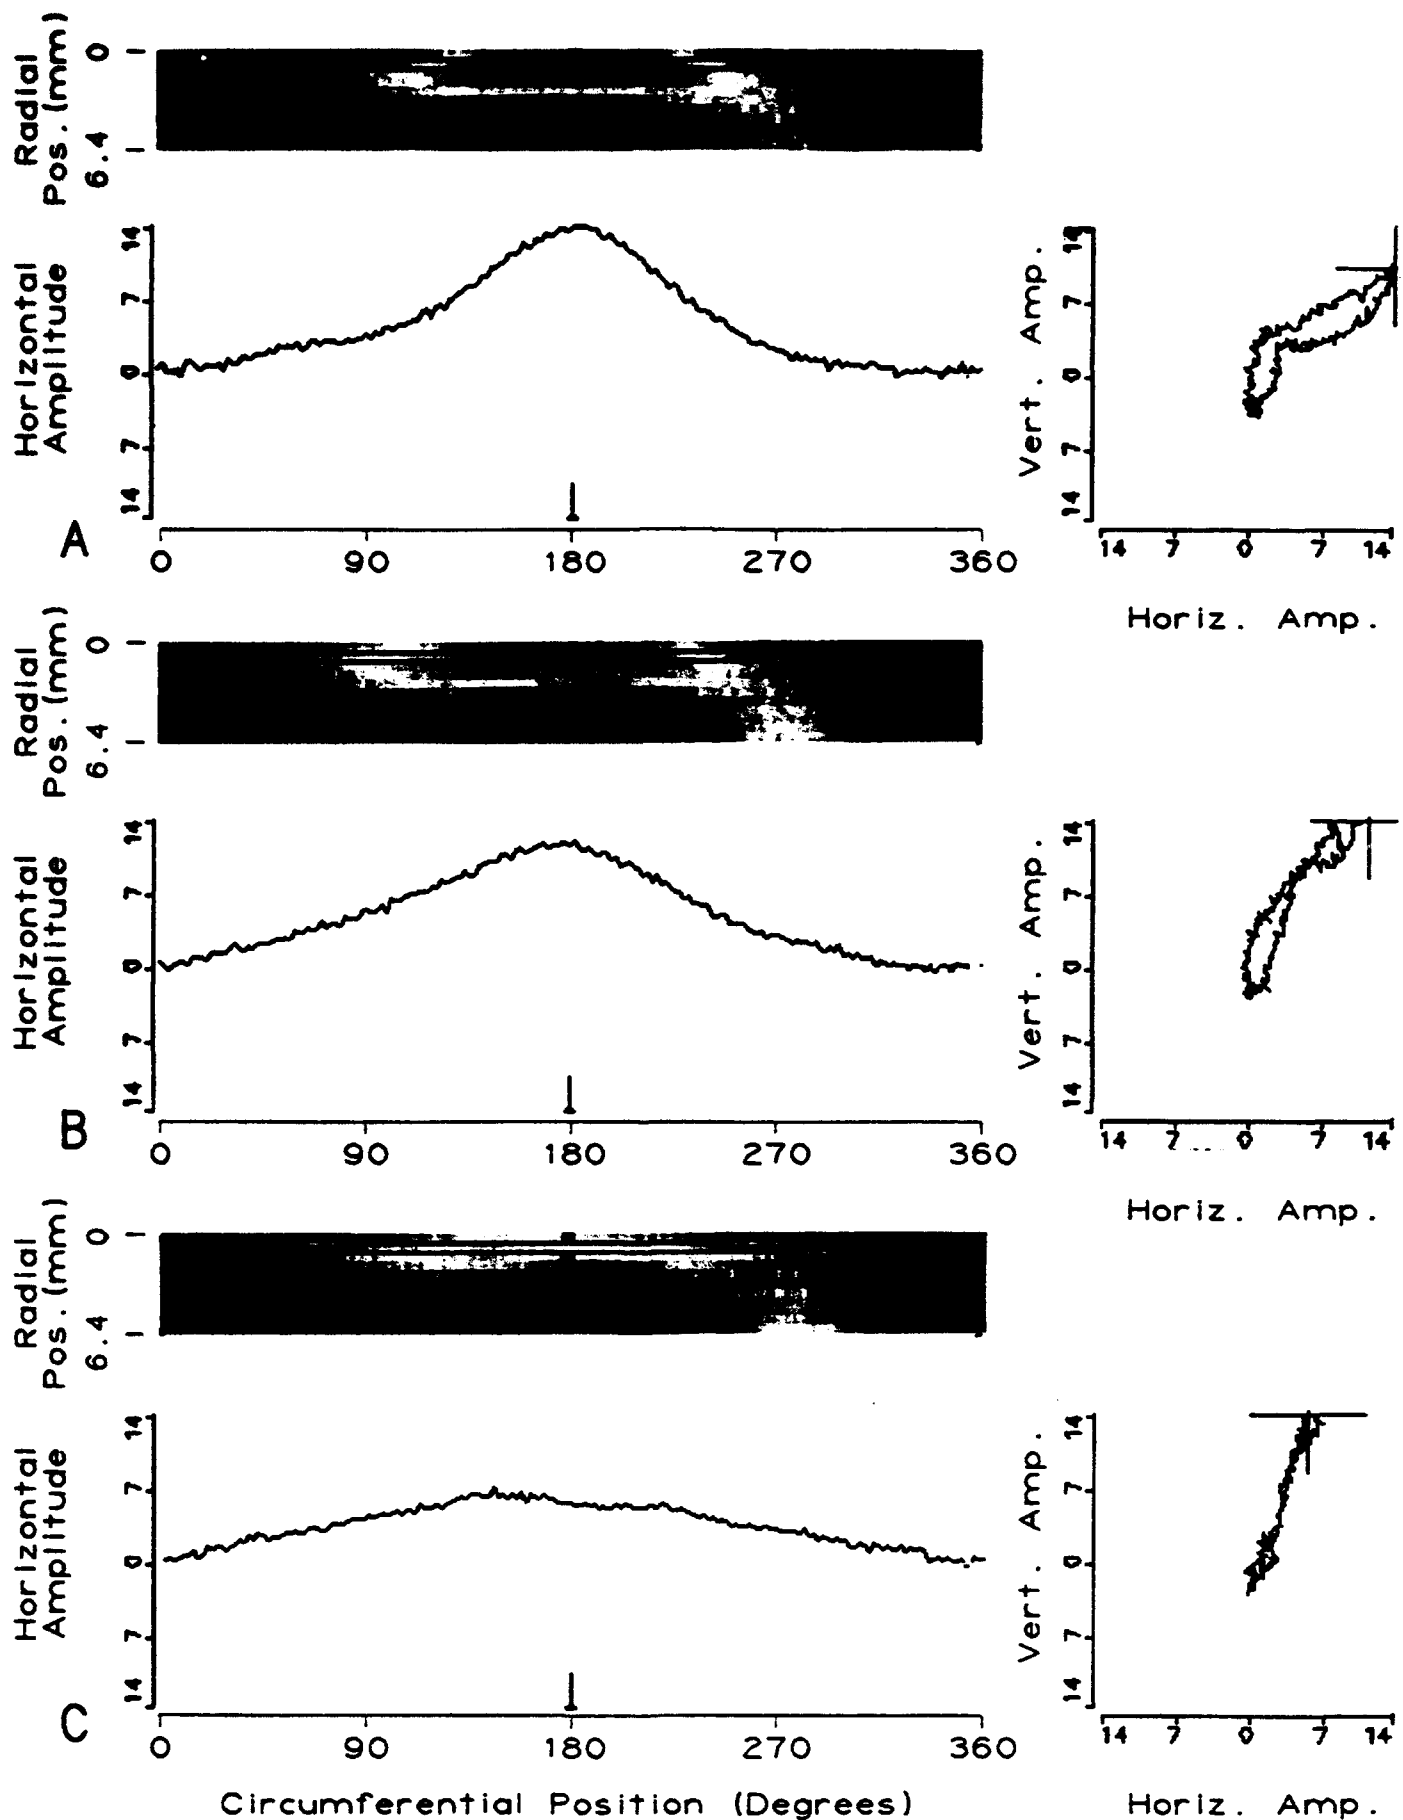 Radial
Pos. (mm)
0
6.4
Horizontal
Amplitude
14
7
0
7
14
A
0 90 180 270 360
Vert. Amp.
14
7
0
7
14
14 7 0 7 14
Horiz. Amp.
Radial
Pos. (mm)
0
6.4
Horizontal
Amplitude
14
7
0
7
14
B
0 90 180 270 360
Vert. Amp.
14
7
0
7
14
14 7 0 7 14
Horiz. Amp.
Radial
Pos. (mm)
0
6.4
Horizontal
Amplitude
14
7
0
7
14
C
0 90 180 270 360
Circumferential Position (Degrees)
Vert. Amp.
14
7
0
7
14
14 7 0 7 14
Horiz. Amp.